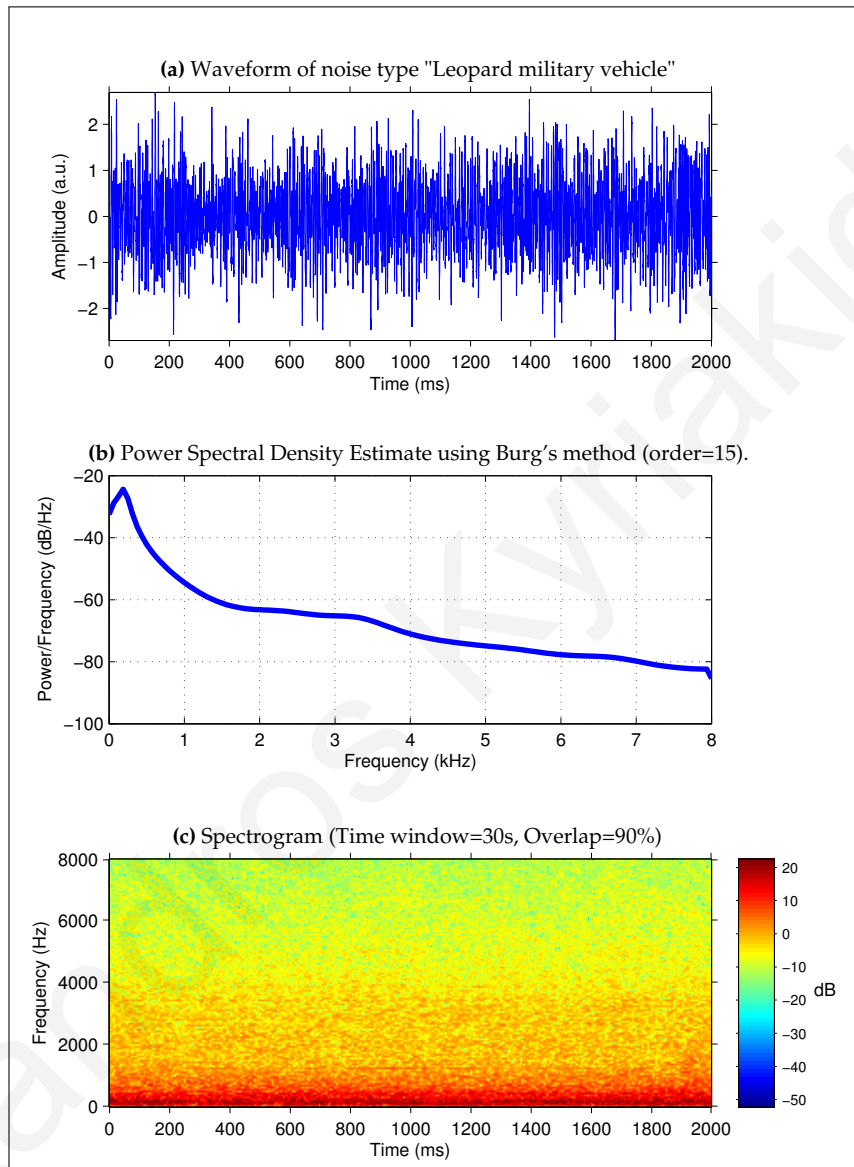 (a) Waveform of noise type "Leopard military vehicle"
2
1
0
−1
−2
Amplitude (a.u.)
0 200 400 600 800 1000 1200 1400 1600 1800 2000
Time (ms)
(b) Power Spectral Density Estimate using Burg's method (order=15).
−20
−40
−60
−80
−100
Power/Frequency (dB/Hz)
0 1 2 3 4 5 6 7 8
Frequency (kHz)
(c) Spectrogram (Time window=30s, Overlap=90%)
8000
6000
4000
2000
0
Frequency (Hz)
0 200 400 600 800 1000 1200 1400 1600 1800 2000
Time (ms)
20
10
0
−10
−20
−30
−40
−50
dB
andros Kyriakid